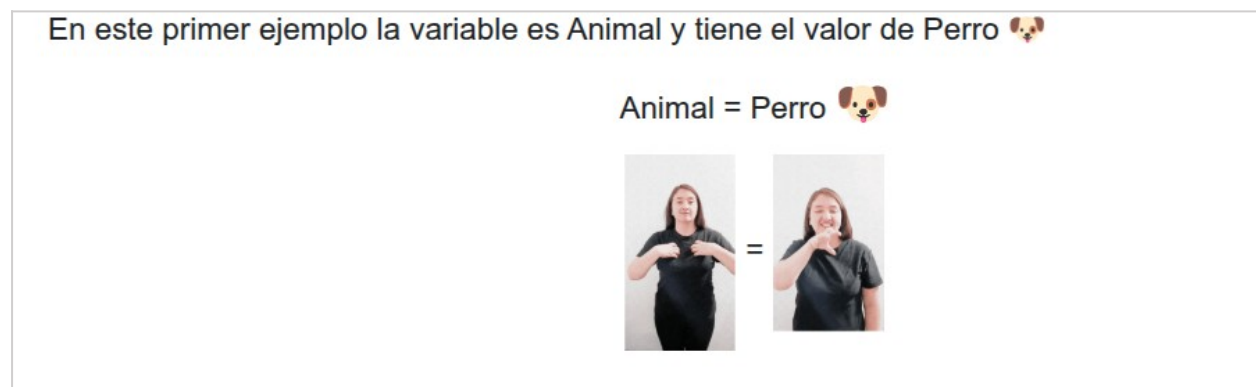 En este primer ejemplo la variable es Animal y tiene el valor de Perro 🐶
Animal = Perro 🐶
=